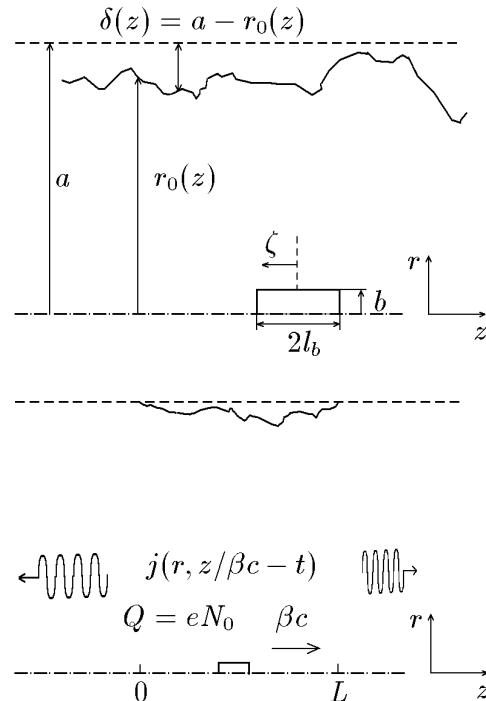 δ(z) = a − r₀(z)
a
r₀(z)
ζ
r
b
2l_b
z
j(r, z/βc − t)
Q = eN₀
βc
r
0
L
z